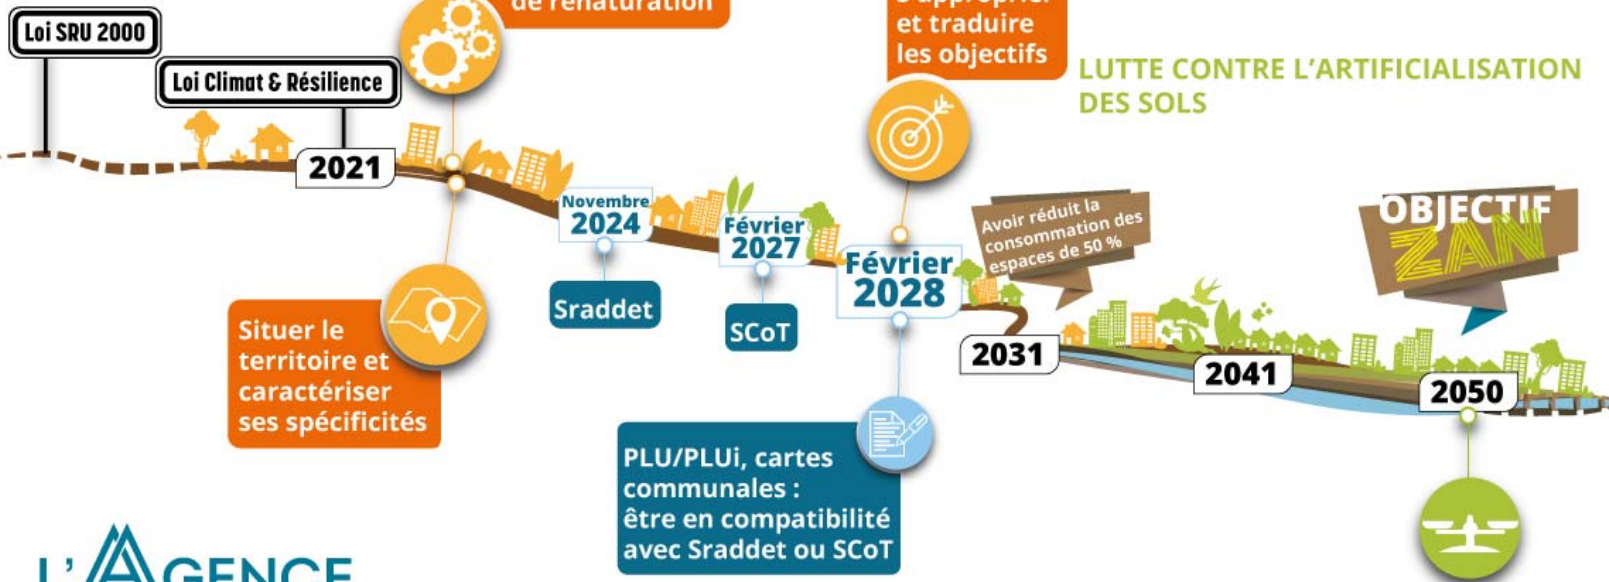 de renaturation
s'approprier
et traduire
les objectifs
Loi SRU 2000
Loi Climat & Résilience
LUTTE CONTRE L'ARTIFICIALISATION
DES SOLS
2021
Novembre
2024
Février
2027
Février
2028
Avoir réduit la
consommation des
espaces de 50 %
OBJECTIF
ZAN
Sraddet
SCoT
2031
2041
2050
Situer le
territoire et
caractériser
ses spécificités
PLU/PLUi, cartes
communales :
être en compatibilité
avec Sraddet ou SCoT
L'AGENCE